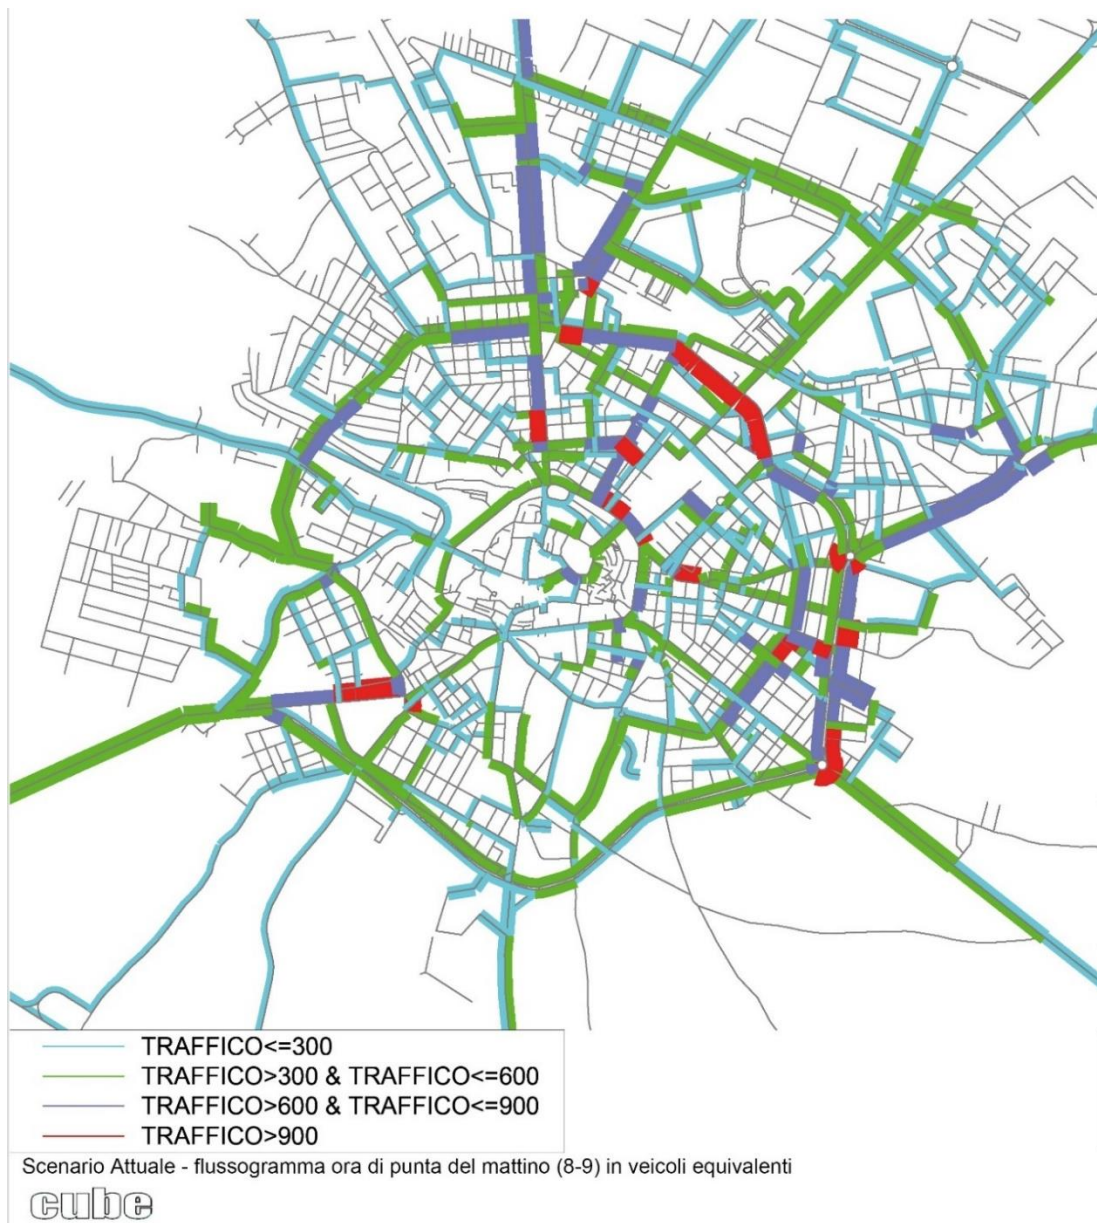 TRAFFICO<=300
TRAFFICO>300 & TRAFFICO<=600
TRAFFICO>600 & TRAFFICO<=900
TRAFFICO>900
Scenario Attuale - flussogramma ora di punta del mattino (8-9) in veicoli equivalenti
cube